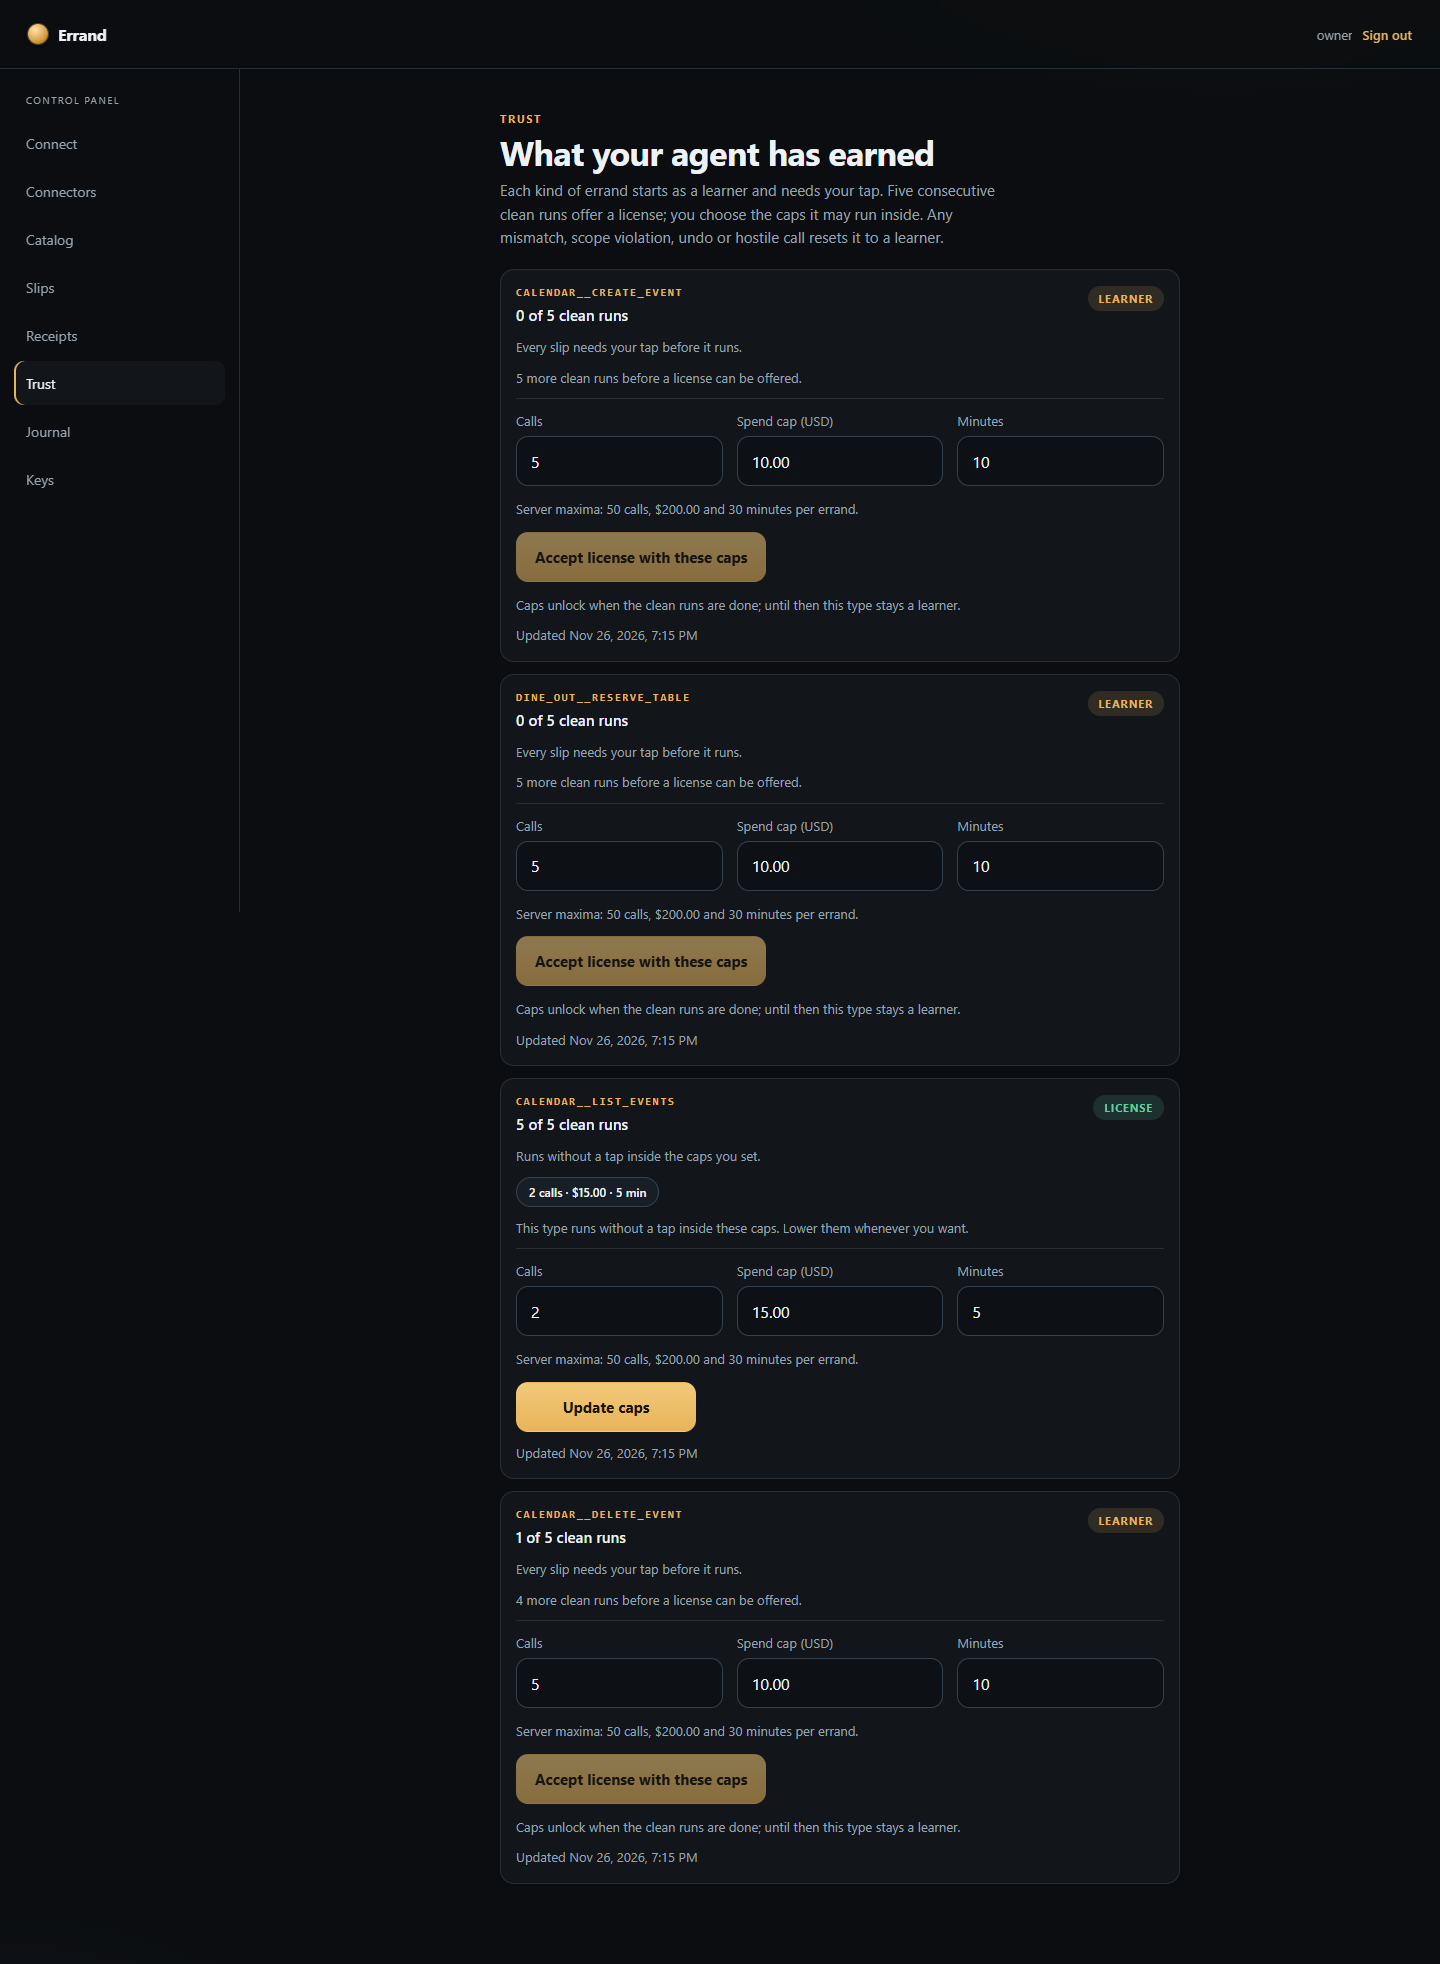 Errand
owner Sign out
CONTROL PANEL
Connect
Connectors
Catalog
Slips
Receipts
Trust
Journal
Keys
TRUST
What your agent has earned
Each kind of errand starts as a learner and needs your tap. Five consecutive
clean runs offer a license; you choose the caps it may run inside. Any
mismatch, scope violation, undo or hostile call resets it to a learner.
CALENDAR__CREATE_EVENT
LEARNER
0 of 5 clean runs
Every slip needs your tap before it runs.
5 more clean runs before a license can be offered.
Calls Spend cap (USD) Minutes
5 10.00 10
Server maxima: 50 calls, $200.00 and 30 minutes per errand.
Accept license with these caps
Caps unlock when the clean runs are done; until then this type stays a learner.
Updated Nov 26, 2026, 7:15 PM
DINE_OUT__RESERVE_TABLE
LEARNER
0 of 5 clean runs
Every slip needs your tap before it runs.
5 more clean runs before a license can be offered.
Calls Spend cap (USD) Minutes
5 10.00 10
Server maxima: 50 calls, $200.00 and 30 minutes per errand.
Accept license with these caps
Caps unlock when the clean runs are done; until then this type stays a learner.
Updated Nov 26, 2026, 7:15 PM
CALENDAR__LIST_EVENTS
LICENSE
5 of 5 clean runs
Runs without a tap inside the caps you set.
2 calls · $15.00 · 5 min
This type runs without a tap inside these caps. Lower them whenever you want.
Calls Spend cap (USD) Minutes
2 15.00 5
Server maxima: 50 calls, $200.00 and 30 minutes per errand.
Update caps
Updated Nov 26, 2026, 7:15 PM
CALENDAR__DELETE_EVENT
LEARNER
1 of 5 clean runs
Every slip needs your tap before it runs.
4 more clean runs before a license can be offered.
Calls Spend cap (USD) Minutes
5 10.00 10
Server maxima: 50 calls, $200.00 and 30 minutes per errand.
Accept license with these caps
Caps unlock when the clean runs are done; until then this type stays a learner.
Updated Nov 26, 2026, 7:15 PM